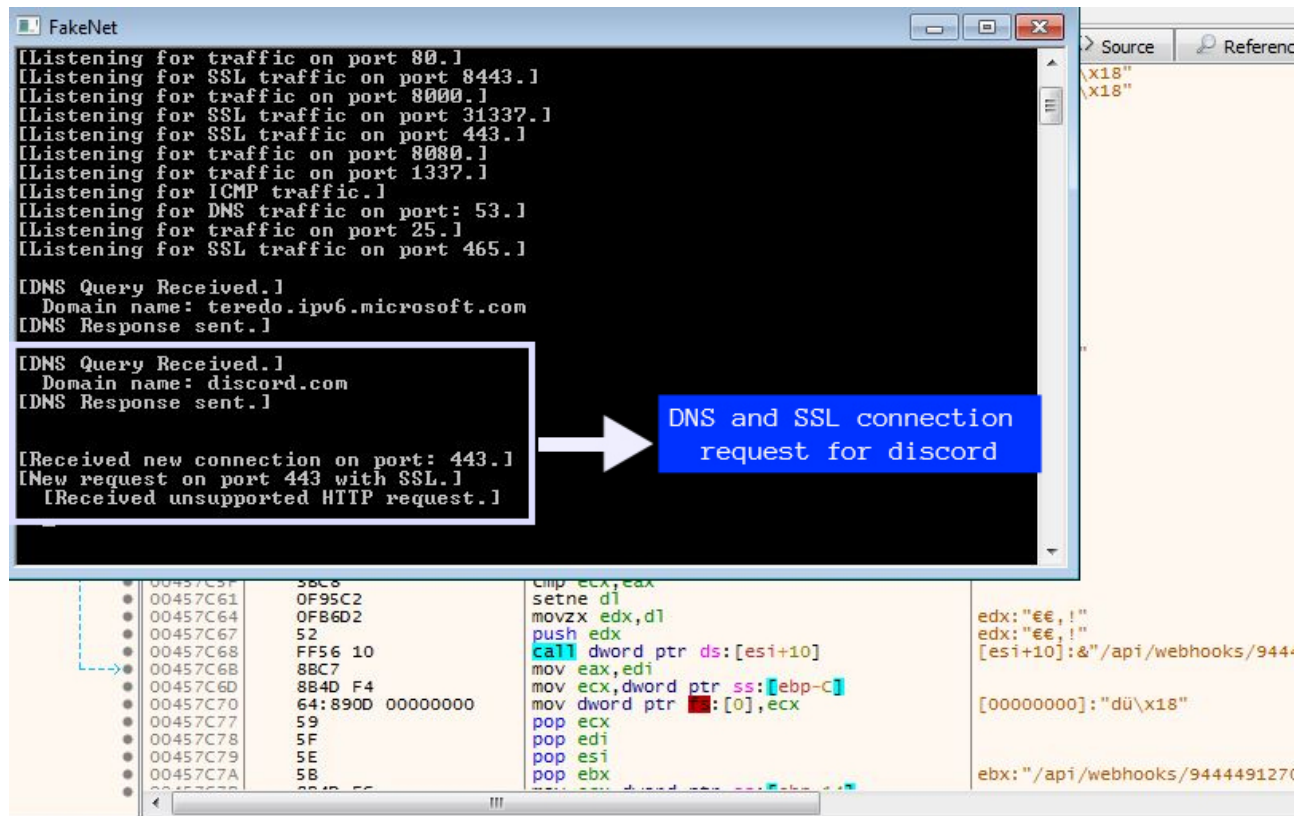 FakeNet
[Listening for traffic on port 80.]
[Listening for SSL traffic on port 8443.]
[Listening for traffic on port 8000.]
[Listening for SSL traffic on port 31337.]
[Listening for SSL traffic on port 443.]
[Listening for traffic on port 8080.]
[Listening for traffic on port 1337.]
[Listening for ICMP traffic.]
[Listening for DNS traffic on port: 53.]
[Listening for traffic on port 25.]
[Listening for SSL traffic on port 465.]
[DNS Query Received.]
Domain name: teredo.ipv6.microsoft.com
[DNS Response sent.]
[DNS Query Received.]
Domain name: discord.com
[DNS Response sent.]
[Received new connection on port: 443.]
[New request on port 443 with SSL.]
[Received unsupported HTTP request.]
DNS and SSL connection
request for discord
Source Referenc
\x18"
\x18"
"
00457C5F 3BC8 cmp ecx,eax
00457C61 0F95C2 setne dl
00457C64 0FB6D2 movzx edx,dl edx:"€€,!"
00457C67 52 push edx edx:"€€,!"
00457C68 FF56 10 call dword ptr ds:[esi+10] [esi+10]:&"/api/webhooks/944
00457C6B 8BC7 mov eax,edi
00457C6D 8B4D F4 mov ecx,dword ptr ss:[ebp-C]
00457C70 64:890D 00000000 mov dword ptr fs:[0],ecx [00000000]:"dü\x18"
00457C77 59 pop ecx
00457C78 5F pop edi
00457C79 5E pop esi
00457C7A 5B pop ebx ebx:"/api/webhooks/9444491270